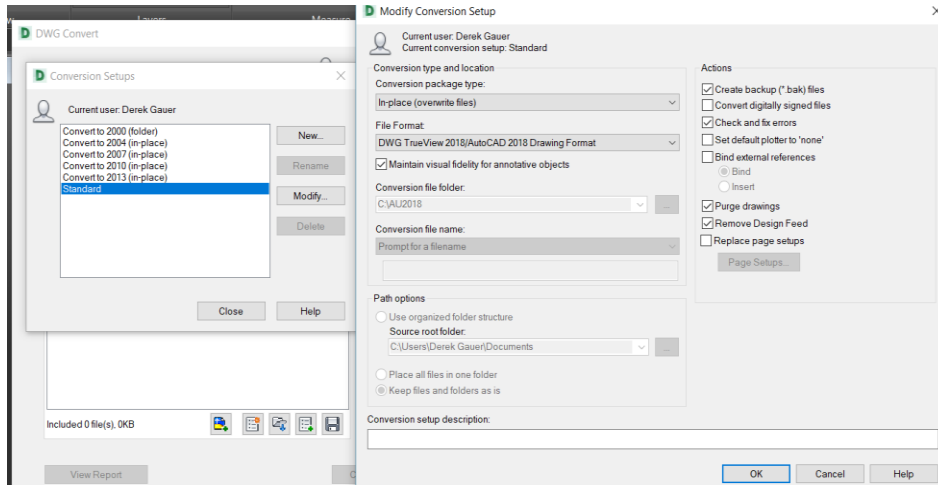 Layers
Measure
DWG Convert
Conversion Setups
Current user: Derek Gauer
Convert to 2000 (folder)
Convert to 2004 (in-place)
Convert to 2007 (in-place)
Convert to 2010 (in-place)
Convert to 2013 (in-place)
Standard
New...
Rename
Modify...
Delete
Close
Help
Included 0 file(s), 0KB
View Report
Modify Conversion Setup
Current user: Derek Gauer
Current conversion setup: Standard
Conversion type and location
Conversion package type:
In-place (overwrite files)
File Format:
DWG TrueView 2018/AutoCAD 2018 Drawing Format
Maintain visual fidelity for annotative objects
Conversion file folder:
C:\AU2018
...
Conversion file name:
Prompt for a filename
Path options
Use organized folder structure
Source root folder:
C:\Users\Derek Gauer\Documents
...
Place all files in one folder
Keep files and folders as is
Actions
Create backup (*.bak) files
Convert digitally signed files
Check and fix errors
Set default plotter to 'none'
Bind external references
Bind
Insert
Purge drawings
Remove Design Feed
Replace page setups
Page Setups...
Conversion setup description:
OK
Cancel
Help